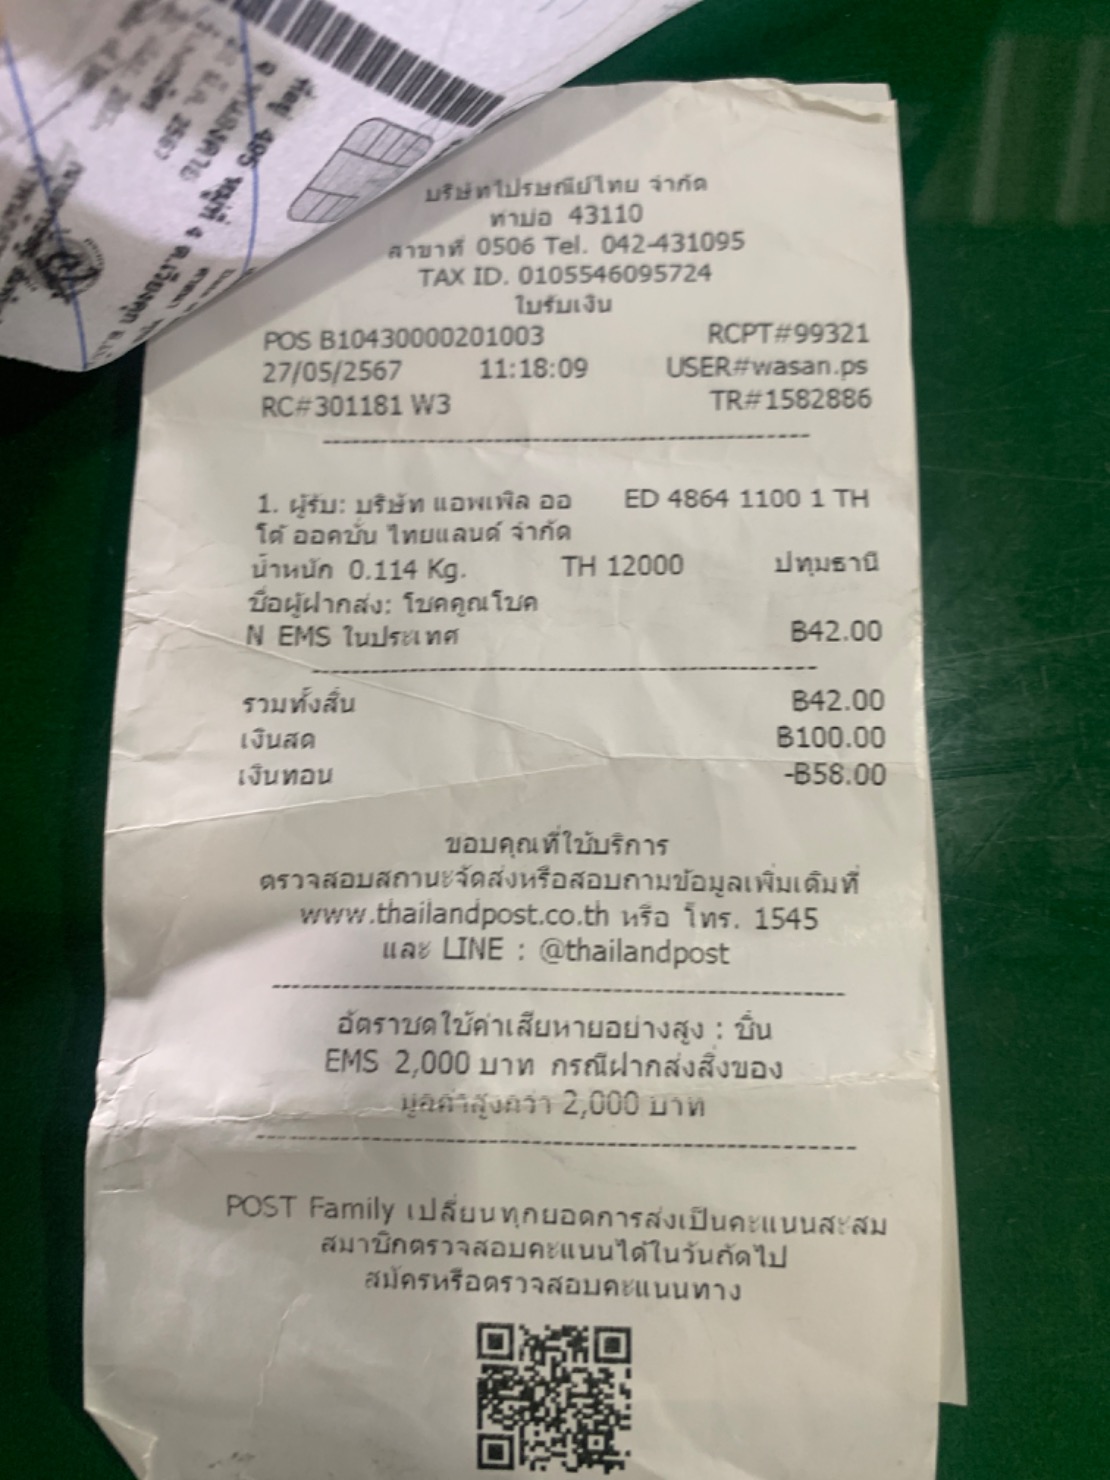 บริษัทไปรษณีย์ไทย จำกัด
ท่าบ่อ 43110
สาขาที่ 0506 Tel. 042-431095
TAX ID. 0105546095724
ใบรับเงิน
POS B10430000201003 RCPT#99321
27/05/2567 11:18:09 USER#wasan.ps
RC#301181 W3 TR#1582886
1. ผู้รับ: บริษัท แอพเพิล ออ ED 4864 1100 1 TH
โต้ ออคชั่น ไทยแลนด์ จำกัด
น้ำหนัก 0.114 Kg. TH 12000 ปทุมธานี
ชื่อผู้ฝากส่ง: โชคคูณโชค
N EMS ในประเทศ ฿42.00
รวมทั้งสิ้น ฿42.00
เงินสด ฿100.00
เงินทอน -฿58.00
ขอบคุณที่ใช้บริการ
ตรวจสอบสถานะจัดส่งหรือสอบถามข้อมูลเพิ่มเติมที่
www.thailandpost.co.th หรือ โทร. 1545
และ LINE : @thailandpost
อัตราชดใช้ค่าเสียหายอย่างสูง : ชิ้น
EMS 2,000 บาท กรณีฝากส่งสิ่งของ
มูลค่าสูงกว่า 2,000 บาท
POST Family เปลี่ยนทุกยอดการส่งเป็นคะแนนสะสม
สมาชิกตรวจสอบคะแนนได้ในวันถัดไป
สมัครหรือตรวจสอบคะแนนทาง
ที่อยู่ 495 หมู่ที่ 4
2567